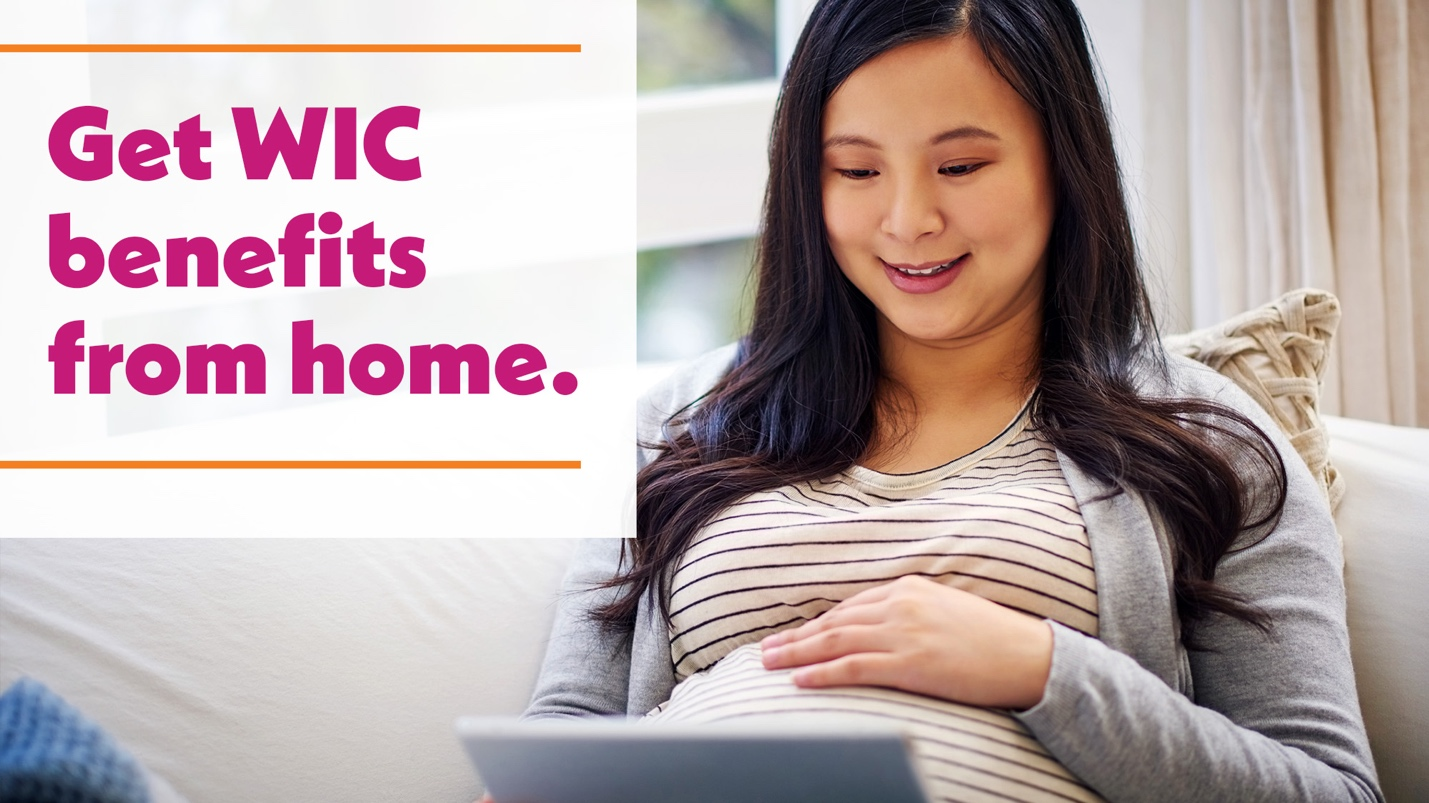 Get WIC
benefits
from home.